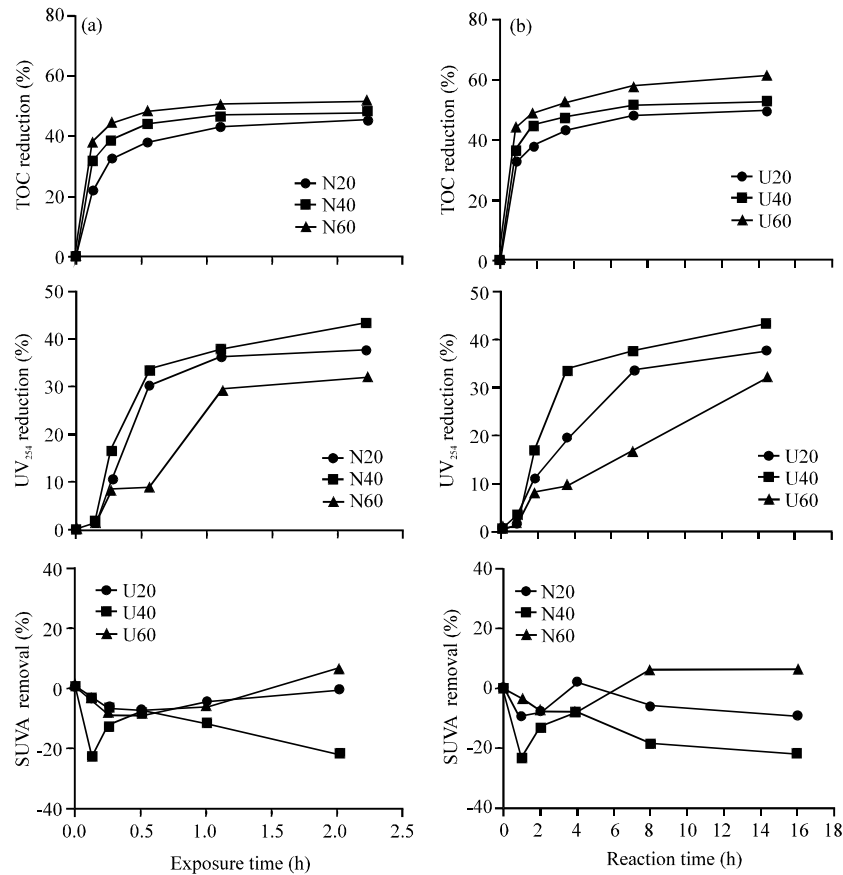 (a)
80
60
40
20
0
TOC reduction (%)
N20
N40
N60
(b)
80
60
40
20
0
TOC reduction (%)
U20
U40
U60
50
40
30
20
10
0
UV254 reduction (%)
N20
N40
N60
50
40
30
20
10
0
UV254 reduction (%)
U20
U40
U60
40
20
0
-20
-40
SUVA removal (%)
U20
U40
U60
0.0 0.5 1.0 1.5 2.0 2.5
Exposure time (h)
40
20
0
-20
-40
SUVA removal (%)
N20
N40
N60
0 2 4 6 8 10 12 14 16 18
Reaction time (h)